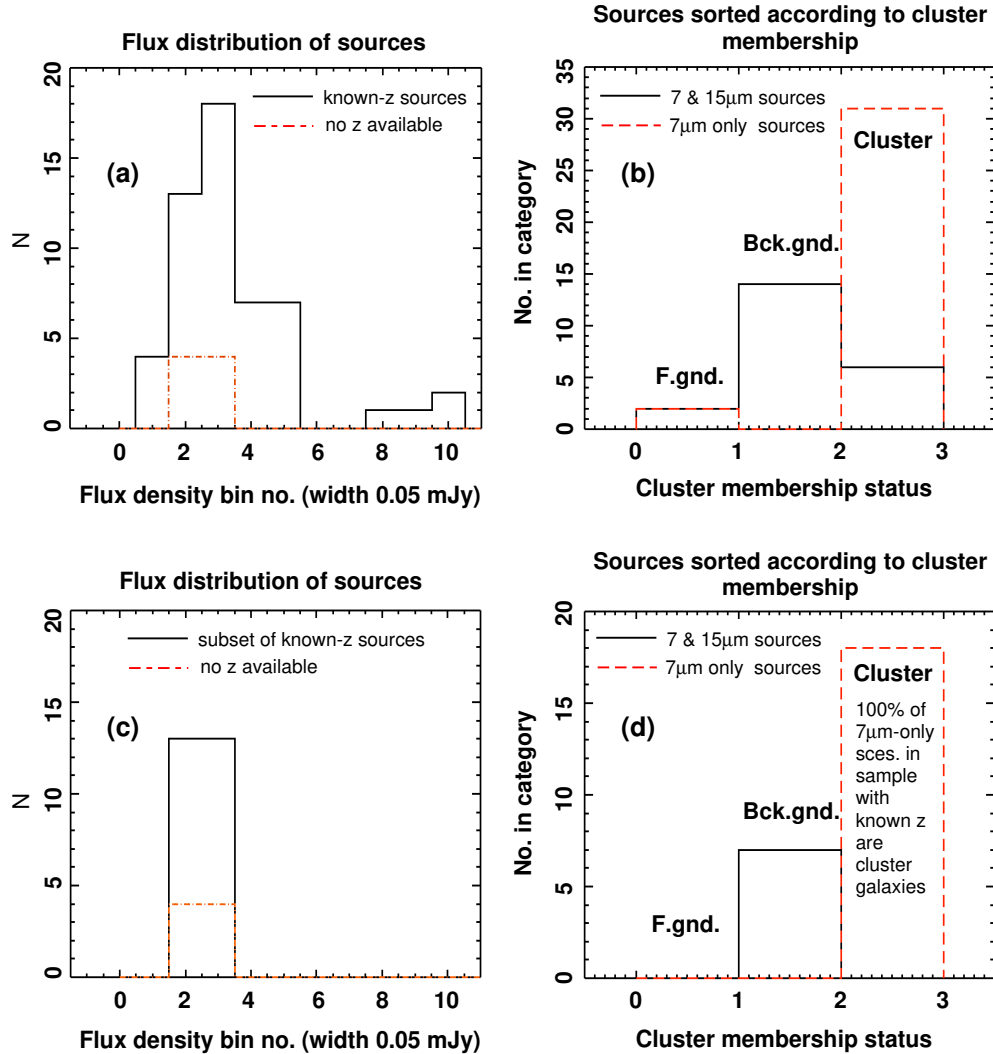 Flux distribution of sources
known-z sources
no z available
(a)
N
0
5
10
15
20
0 2 4 6 8 10
Flux density bin no. (width 0.05 mJy)
Sources sorted according to cluster
membership
7 & 15μm sources
7μm only sources
Cluster
(b)
Bck.gnd.
F.gnd.
No. in category
0
5
10
15
20
25
30
35
0 1 2 3
Cluster membership status
Flux distribution of sources
subset of known-z sources
no z available
(c)
N
0
5
10
15
20
0 2 4 6 8 10
Flux density bin no. (width 0.05 mJy)
Sources sorted according to cluster
membership
7 & 15μm sources
7μm only sources
Cluster
100% of
7μm-only
sces. in
sample
with
known z
are
cluster
galaxies
(d)
Bck.gnd.
F.gnd.
No. in category
0
5
10
15
20
0 1 2 3
Cluster membership status